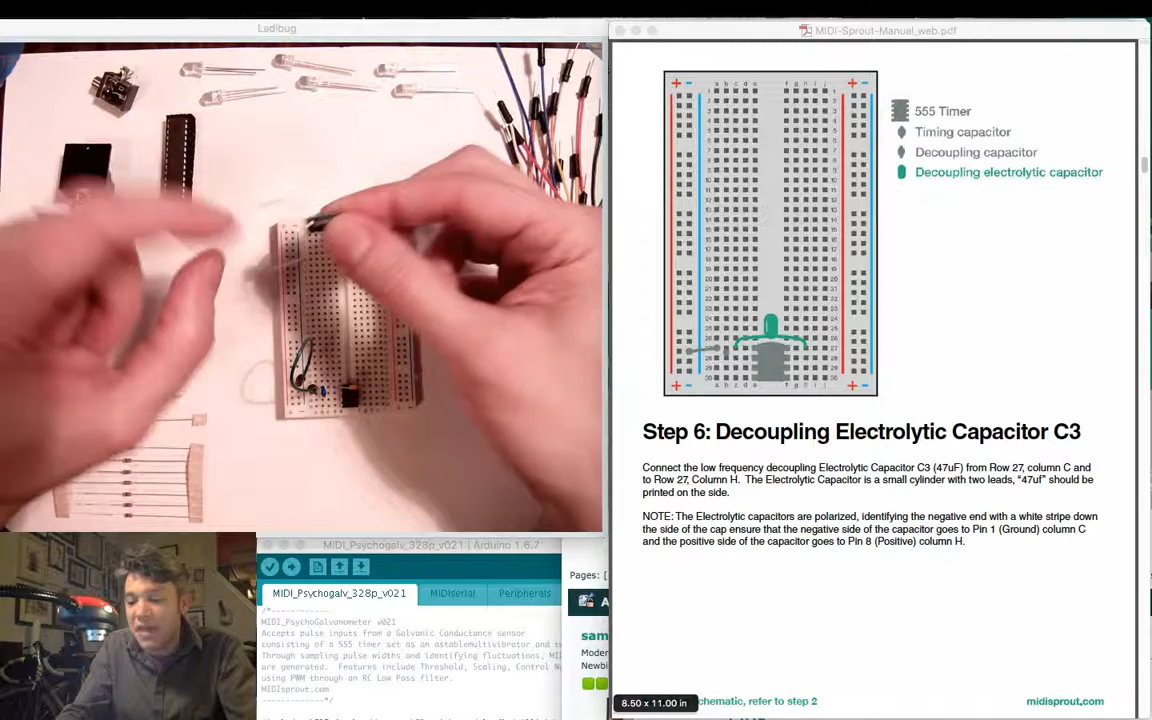 Ladibug
MIDI-Sprout-Manual_web.pdf
555 Timer
Timing capacitor
Decoupling capacitor
Decoupling electrolytic capacitor
Step 6: Decoupling Electrolytic Capacitor C3
Connect the low frequency decoupling Electrolytic Capacitor C3 (47uF) from Row 27, column C and
to Row 27, Column H. The Electrolytic Capacitor is a small cylinder with two leads, “47uf” should be
printed on the side.
NOTE: The Electrolytic capacitors are polarized, identifying the negative end with a white stripe down
the side of the cap ensure that the negative side of the capacitor goes to Pin 1 (Ground) column C
and the positive side of the capacitor goes to Pin 8 (Positive) column H.
8.50 x 11.00 in
chematic, refer to step 2
midisprout.com
MIDI_Psychogalv_328p_v021 | Arduino 1.6.7
MIDI_Psychogalv_328p_v021 MIDIserial Peripherals
/*------------
MIDI_PsychoGalvanometer v021
Accepts pulse inputs from a Galvanic Conductance sensor
consisting of a 555 timer set as an astablemultivibrator and tw
Through sampling pulse widths and identifying fluctuations, MI
are generated. Features include Threshold, Scaling, Control N
using PWM through an RC Low Pass filter.
MIDIsprout.com
-------------*/
Pages: [
A
sam
Moder
Newbi